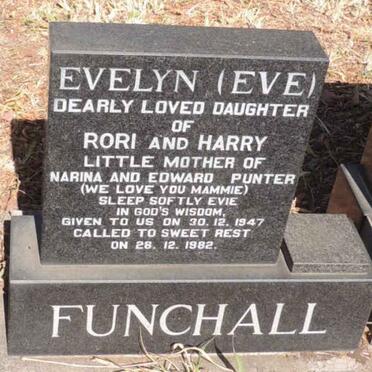 EVELYN (EVE)
DEARLY LOVED DAUGHTER
OF
RORI AND HARRY
LITTLE MOTHER OF
NARINA AND EDWARD PUNTER
(WE LOVE YOU MAMMIE)
SLEEP SOFTLY EVIE
IN GOD'S WISDOM,
GIVEN TO US ON 30.12.1947
CALLED TO SWEET REST
ON 26.12.1982.
FUNCHALL